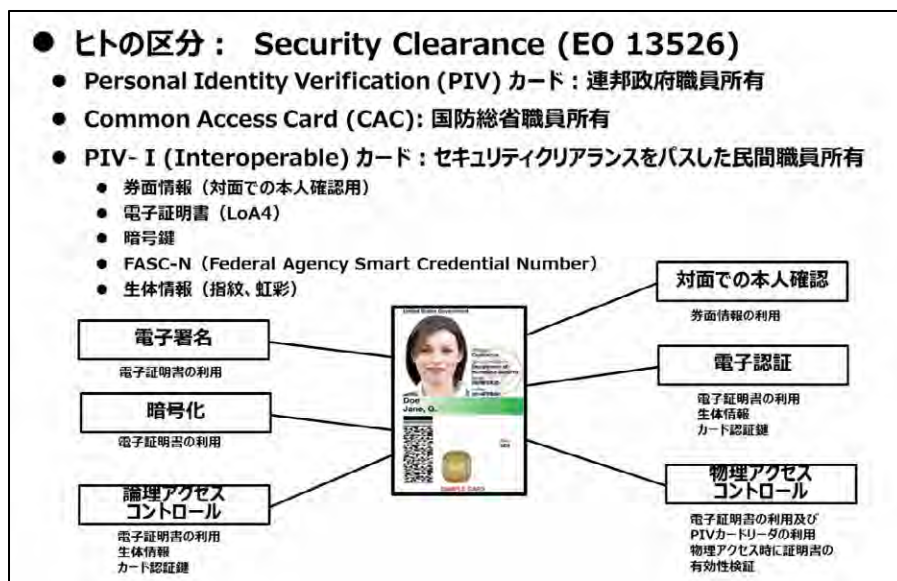 ● ヒトの区分： Security Clearance (EO 13526)
● Personal Identity Verification (PIV) カード：連邦政府職員所有
● Common Access Card (CAC): 国防総省職員所有
● PIV- I (Interoperable) カード：セキュリティクリアランスをパスした民間職員所有
● 券面情報（対面での本人確認用）
● 電子証明書（LoA4）
● 暗号鍵
● FASC-N（Federal Agency Smart Credential Number）
● 生体情報（指紋、虹彩）
電子署名
電子証明書の利用
暗号化
電子証明書の利用
論理アクセス
コントロール
電子証明書の利用
生体情報
カード認証鍵
United States Government
Doe
Jane, Q.
SAMPLE CARD
対面での本人確認
券面情報の利用
電子認証
電子証明書の利用
生体情報
カード認証鍵
物理アクセス
コントロール
電子証明書の利用及び
PIVカードリーダの利用
物理アクセス時に証明書の
有効性検証